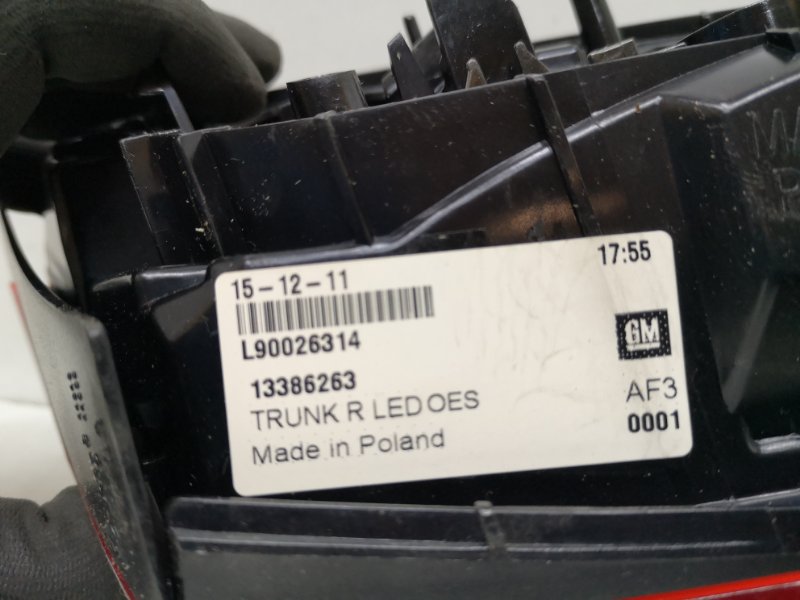 15-12-11 17:55
L90026314
GM
13386263
TRUNK R LED OES AF3
Made in Poland 0001